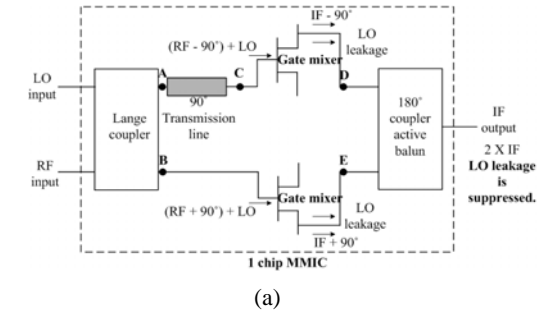 IF - 90°
LO
leakage
(RF - 90°) + LO
Gate mixer
A
C
D
LO
input
90°
Transmission
line
Lange
coupler
180°
coupler
active
balun
IF
output
2 X IF
LO leakage
is
suppressed.
RF
input
B
E
Gate mixer
(RF + 90°) + LO
LO
leakage
IF + 90°
1 chip MMIC
(a)